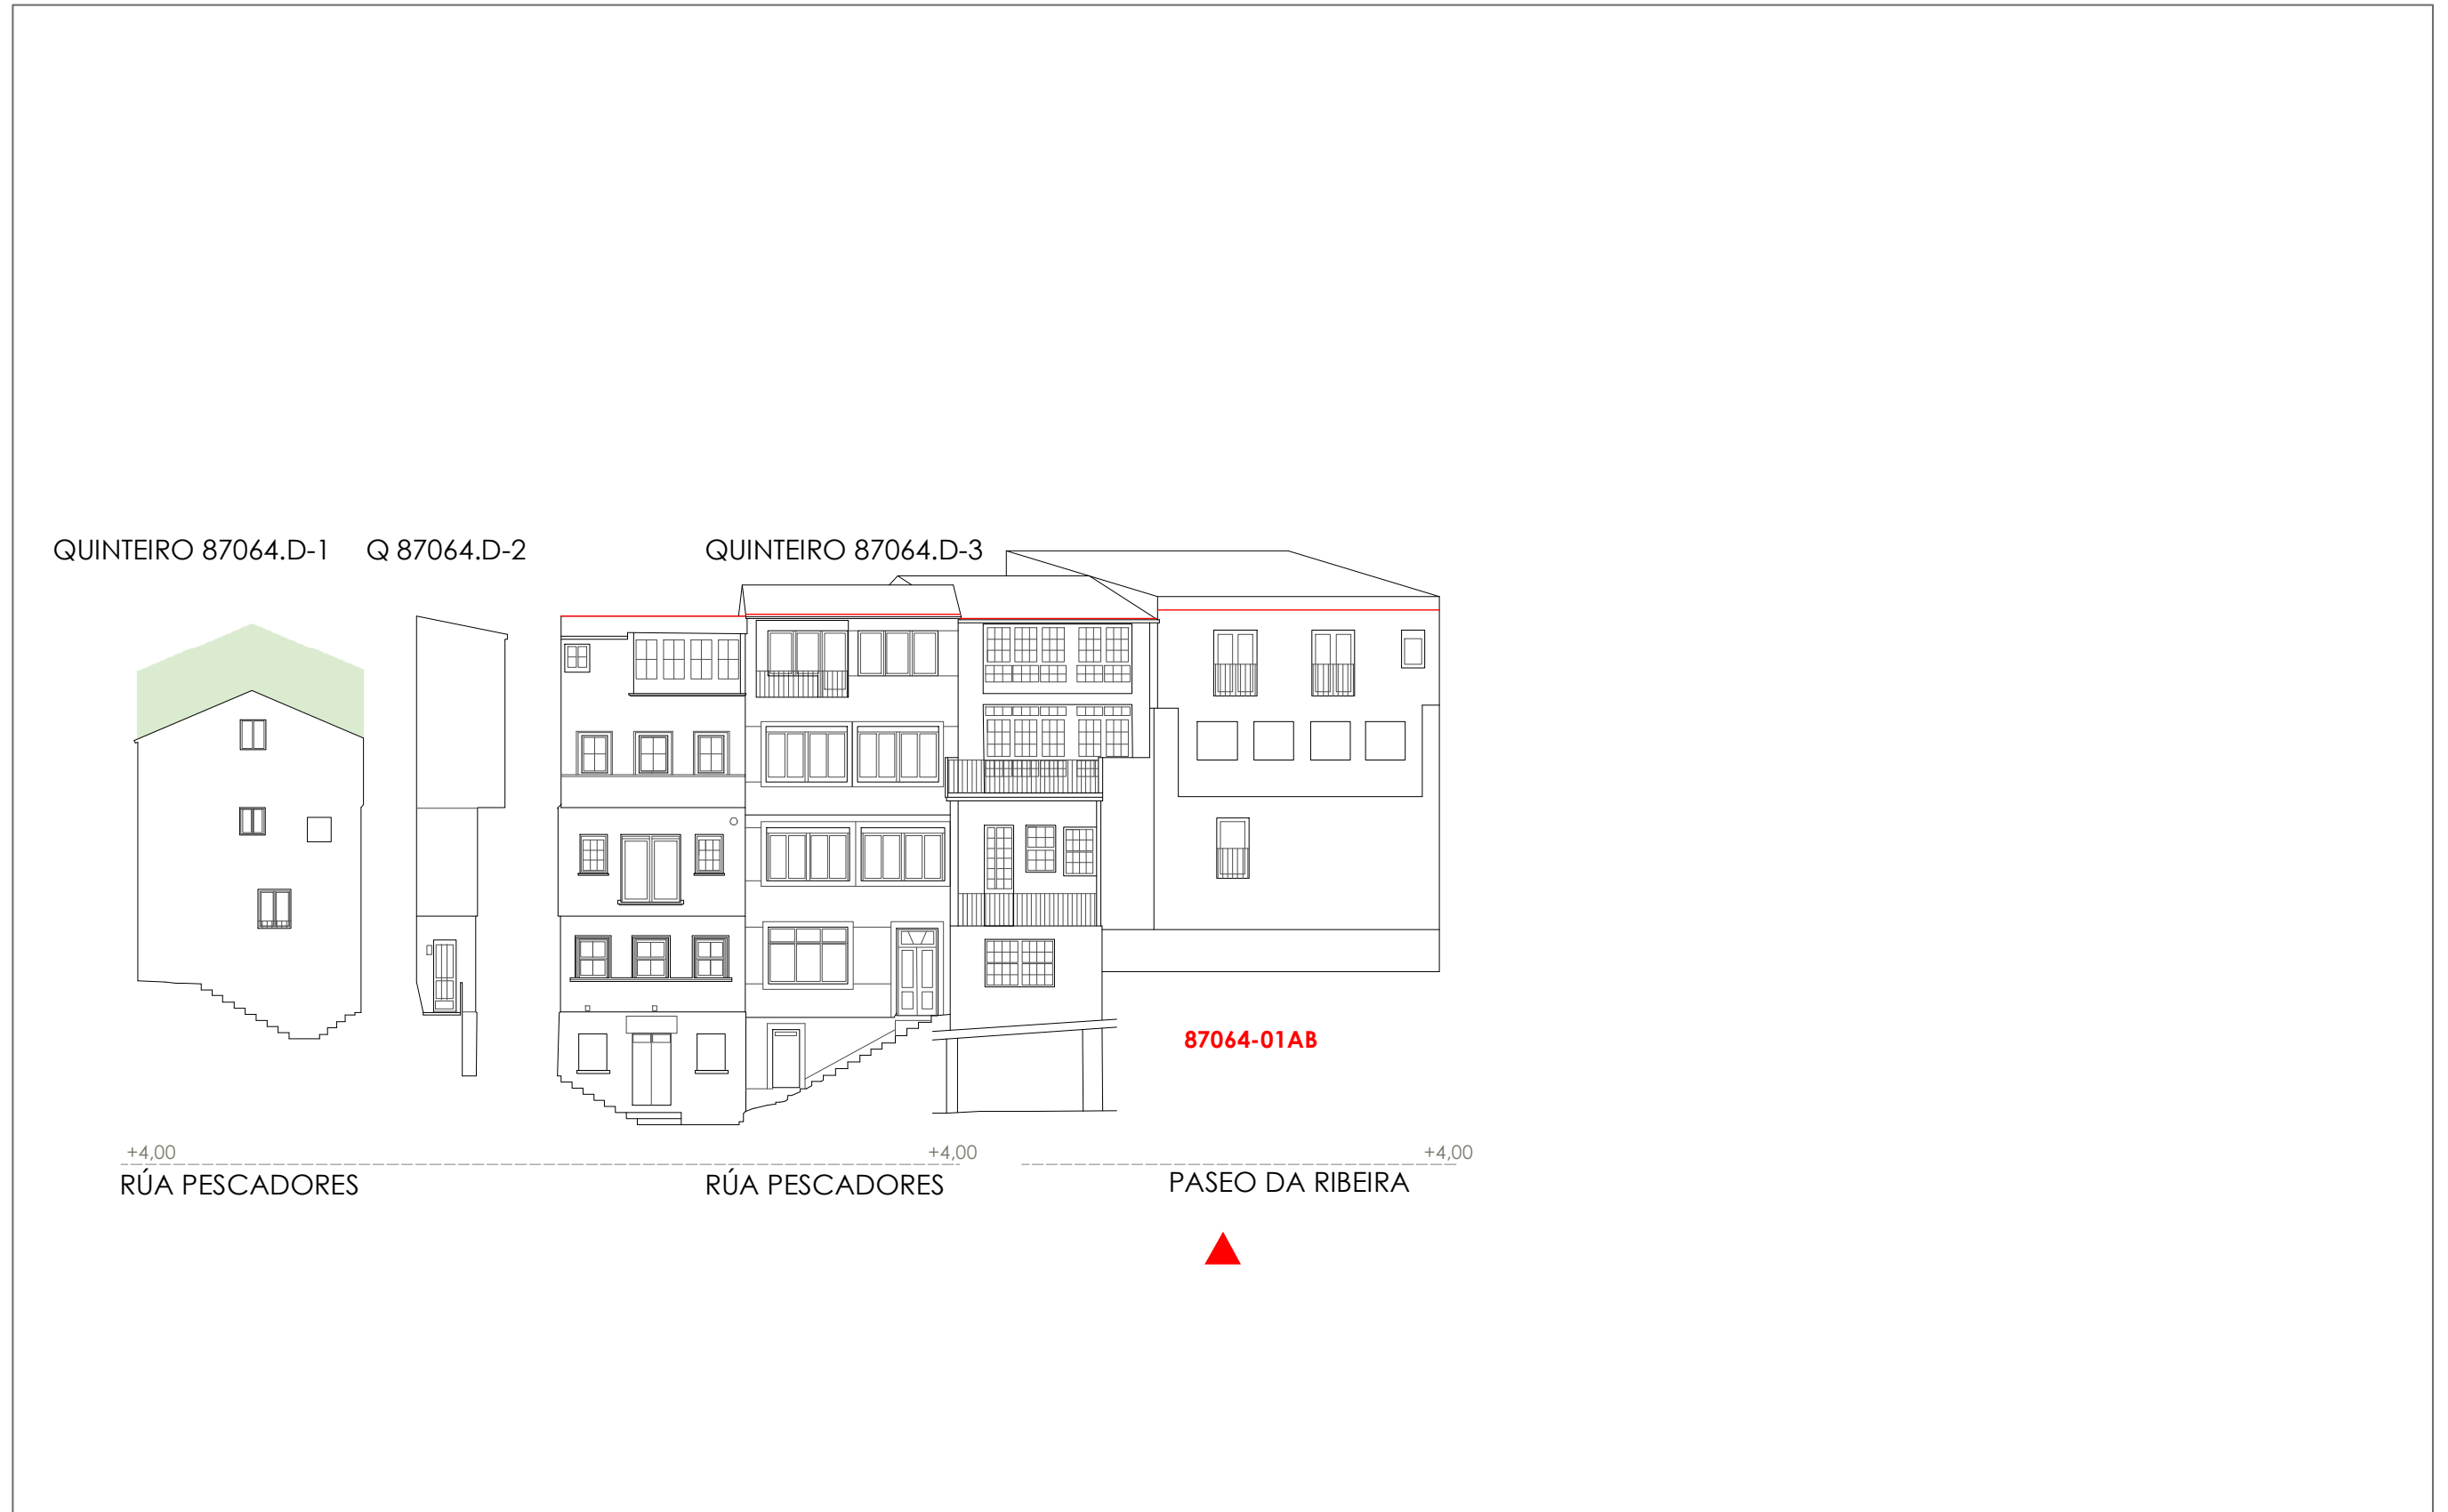 QUINTEIRO 87064.D-1
Q 87064.D-2
QUINTEIRO 87064.D-3
87064-01AB
+4,00
+4,00
+4,00
RÚA PESCADORES
RÚA PESCADORES
PASEO DA RIBEIRA